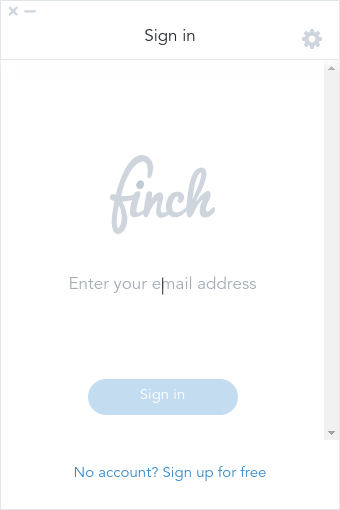 Sign in
finch
Enter your email address
Sign in
No account? Sign up for free